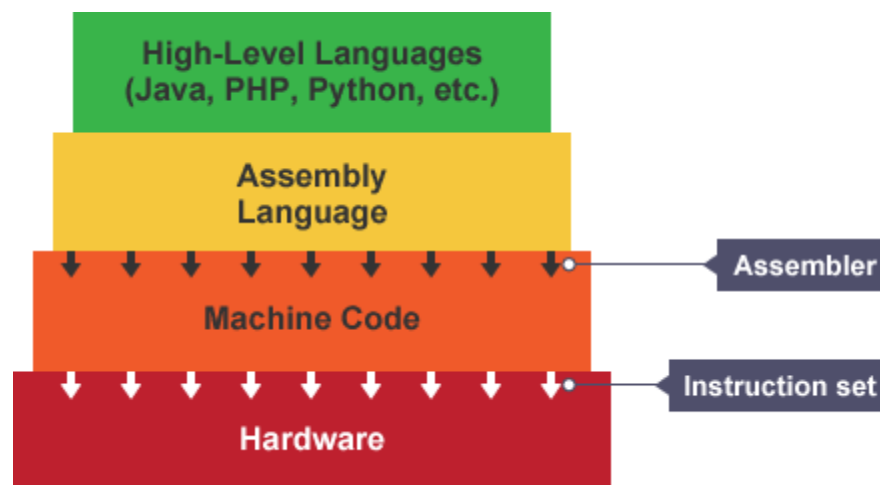 High-Level Languages
(Java, PHP, Python, etc.)
Assembly
Language
Assembler
Machine Code
Instruction set
Hardware